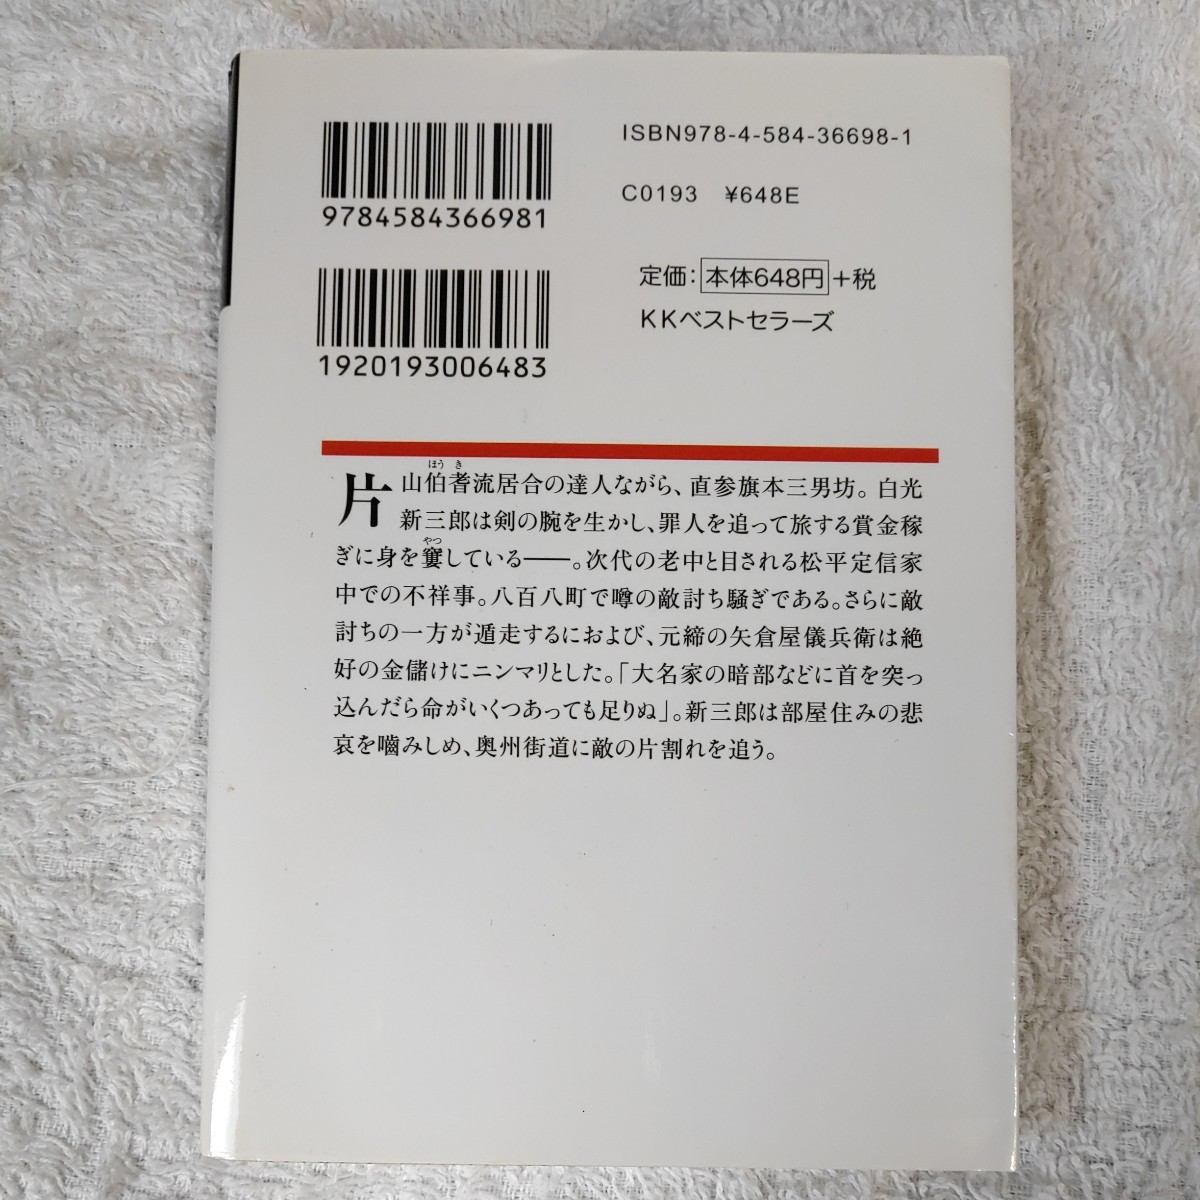 ISBN978-4-584-36698-1
9784584366981
C0193 ¥648E
定価：本体648円+税
KKベストセラーズ
1920193006483
片山伯耆流居合の達人ながら、直参旗本三男坊。白光
ほうき
新三郎は剣の腕を生かし、罪人を追って旅する賞金稼
ぎに身を窶している――。次代の老中と目される松平定信家
やつ
中での不祥事。八百八町で噂の敵討ち騒ぎである。さらに敵
討ちの一方が遁走するにおよび、元締の矢倉屋儀兵衛は絶
好の金儲けにニンマリとした。「大名家の暗部などに首を突っ
込んだら命がいくつあっても足りぬ」。新三郎は部屋住みの悲
哀を嚙みしめ、奥州街道に敵の片割れを追う。